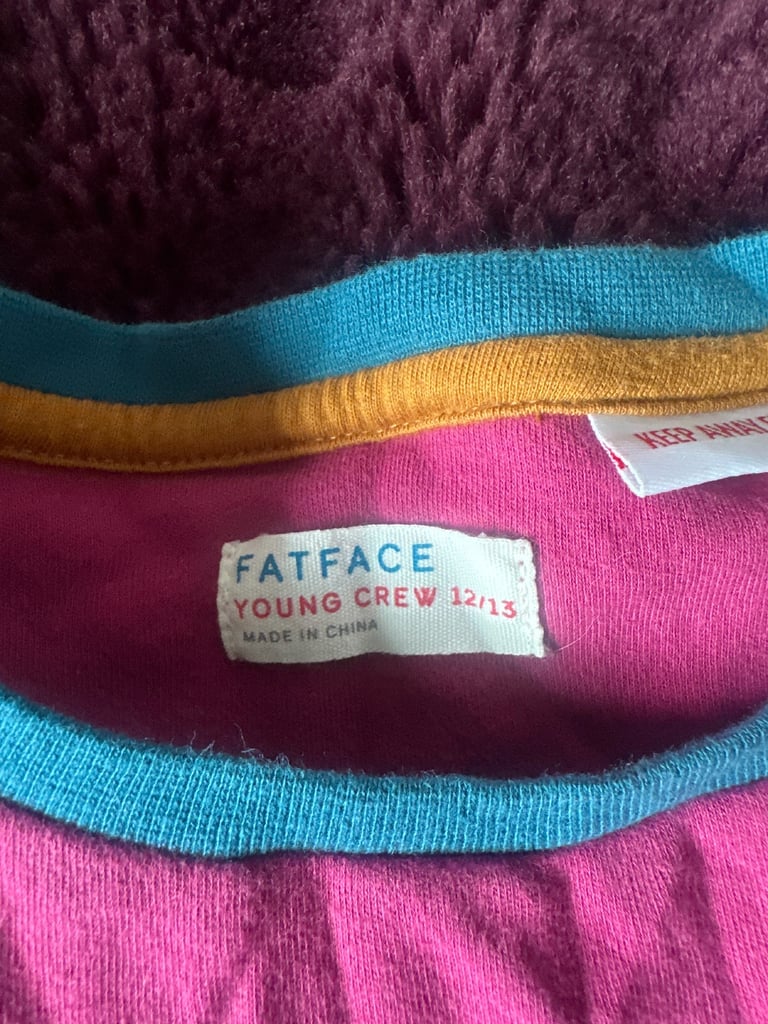 KEEP AWAY
FATFACE
YOUNG CREW 12/13
MADE IN CHINA